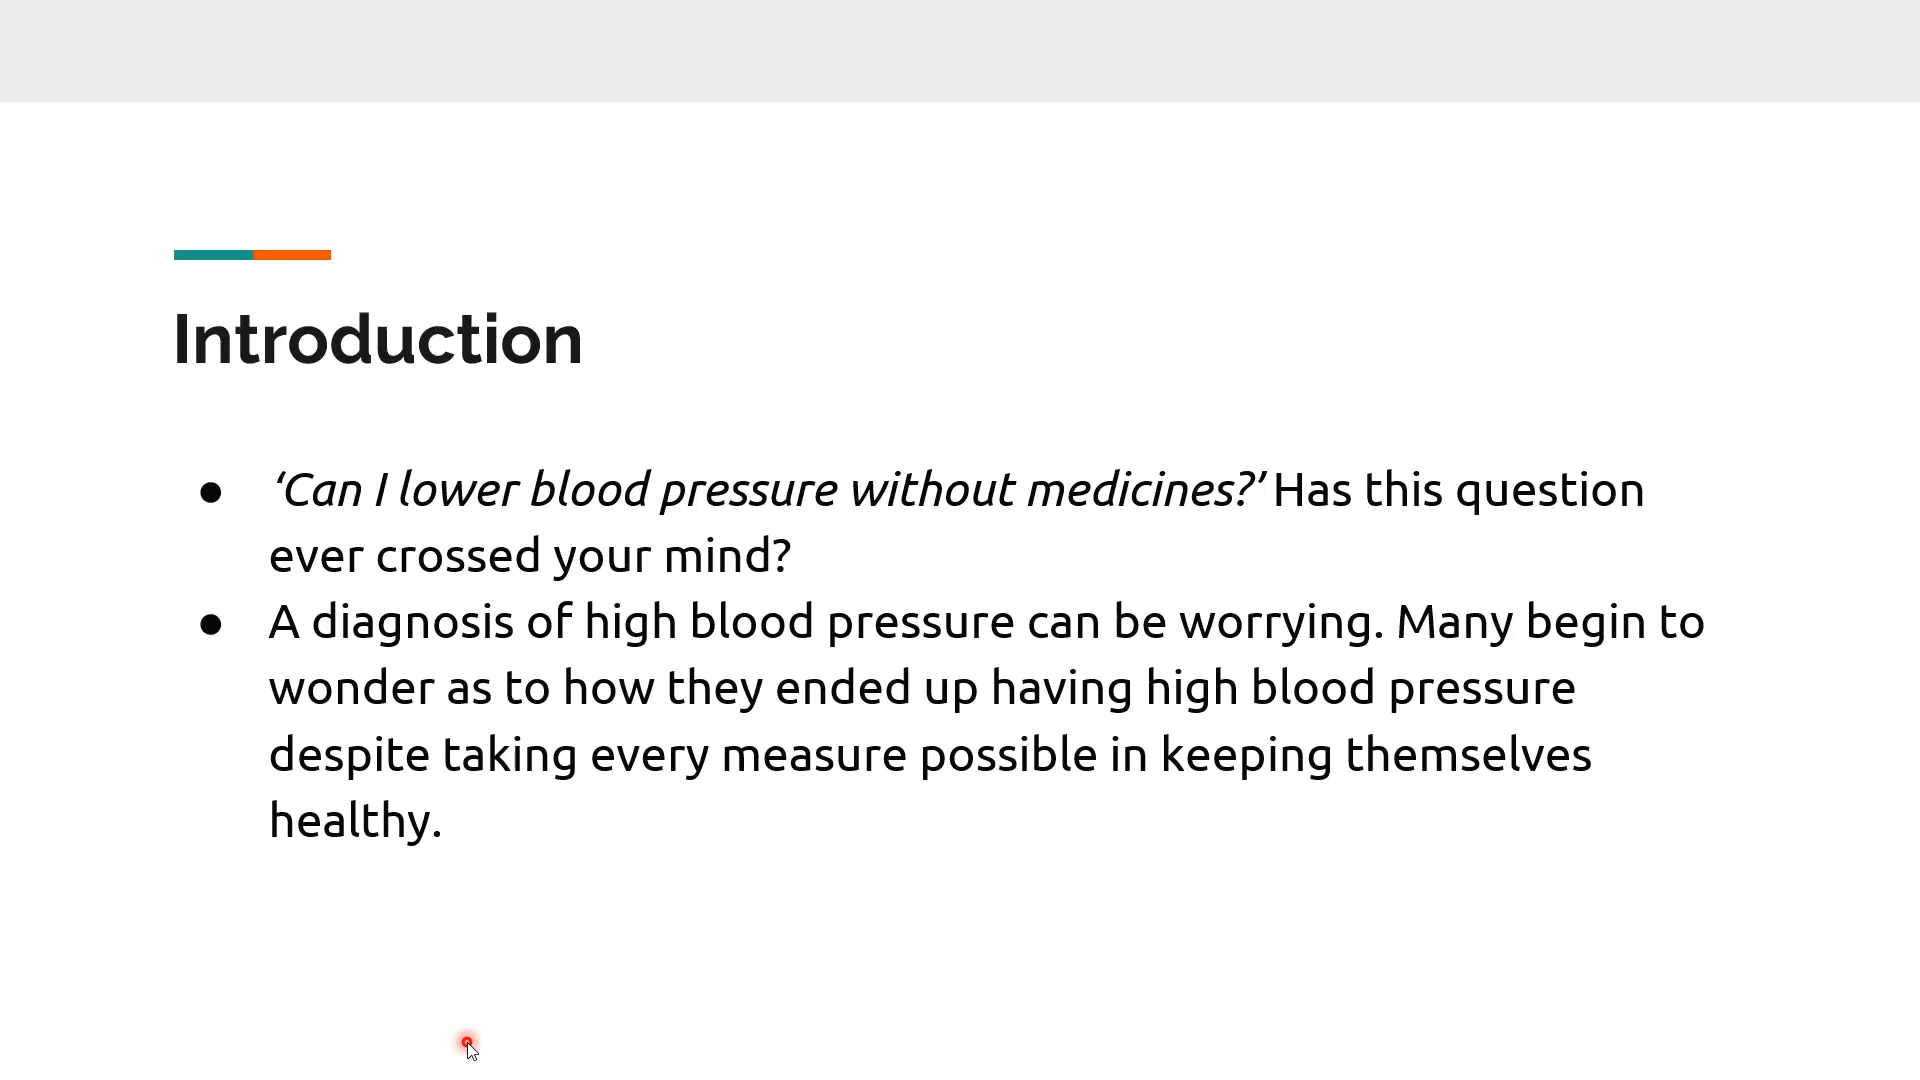 Introduction
● ‘Can I lower blood pressure without medicines?’ Has this question
ever crossed your mind?
● A diagnosis of high blood pressure can be worrying. Many begin to
wonder as to how they ended up having high blood pressure
despite taking every measure possible in keeping themselves
healthy.